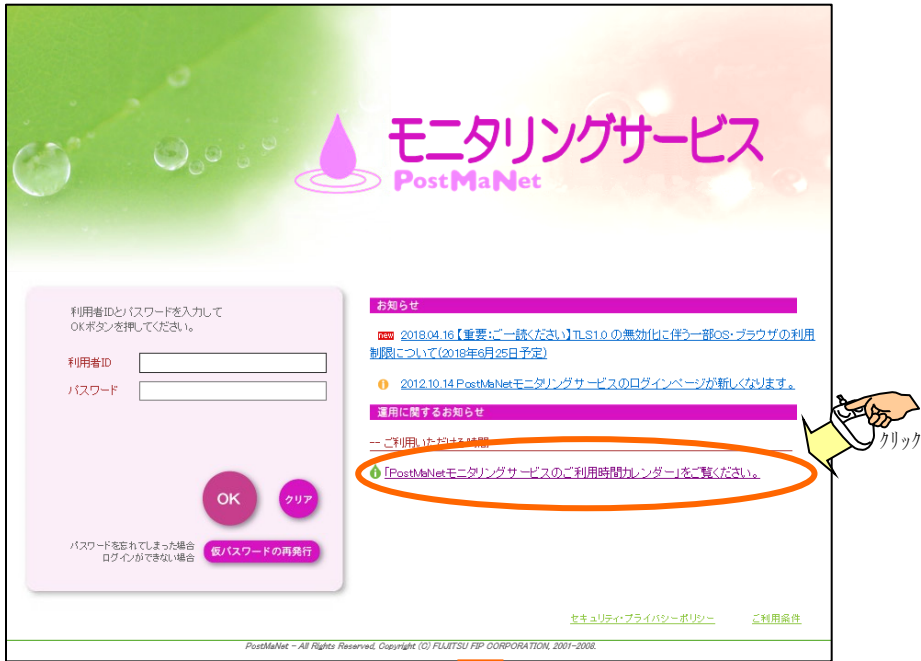 モニタリングサービス
PostMaNet
利用者IDとパスワードを入力して
OKボタンを押してください。
利用者ID
パスワード
OK
クリア
パスワードを忘れてしまった場合
ログインができない場合
仮パスワードの再発行
お知らせ
new 2018.04.16【重要:ご一読ください】TLS1.0 の無効化に伴う一部OS・ブラウザの利用
制限について(2018年6月25日予定)
2012.10.14 PostMaNetモニタリングサービスのログインページが新しくなります。
運用に関するお知らせ
-- ご利用いただける時間
「PostMaNetモニタリングサービスのご利用時間カレンダー」をご覧ください。
クリック
セキュリティ・プライバシーポリシー
ご利用条件
PostMaNet - All Rights Reserved, Copyright (C) FUJITSU FIP CORPORATION, 2001-2008.